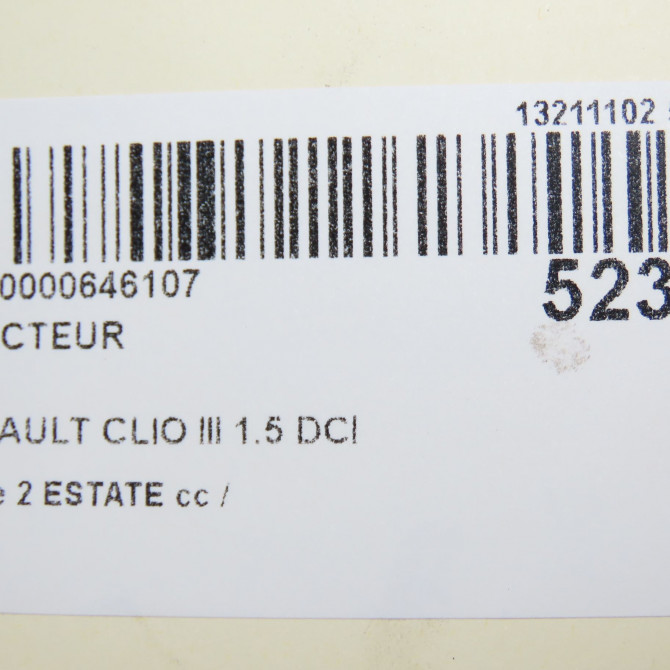 13211102
0000646107
523
CTEUR
AULT CLIO III 1.5 DCI
e 2 ESTATE cc /